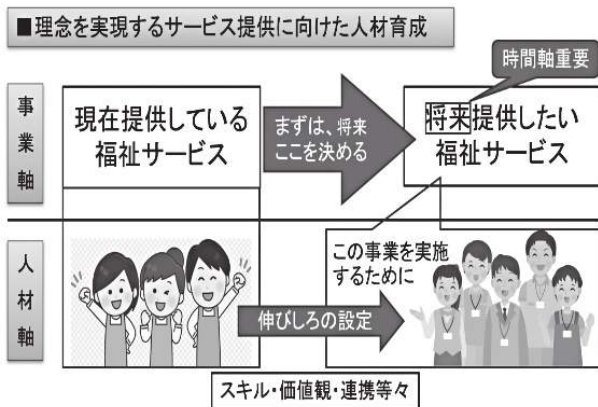 ■理念を実現するサービス提供に向けた人材育成
時間軸重要
事業軸
現在提供している
福祉サービス
まずは、将来
ここを決める
将来提供したい
福祉サービス
人材軸
この事業を実施
するために
伸びしろの設定
スキル・価値観・連携等々